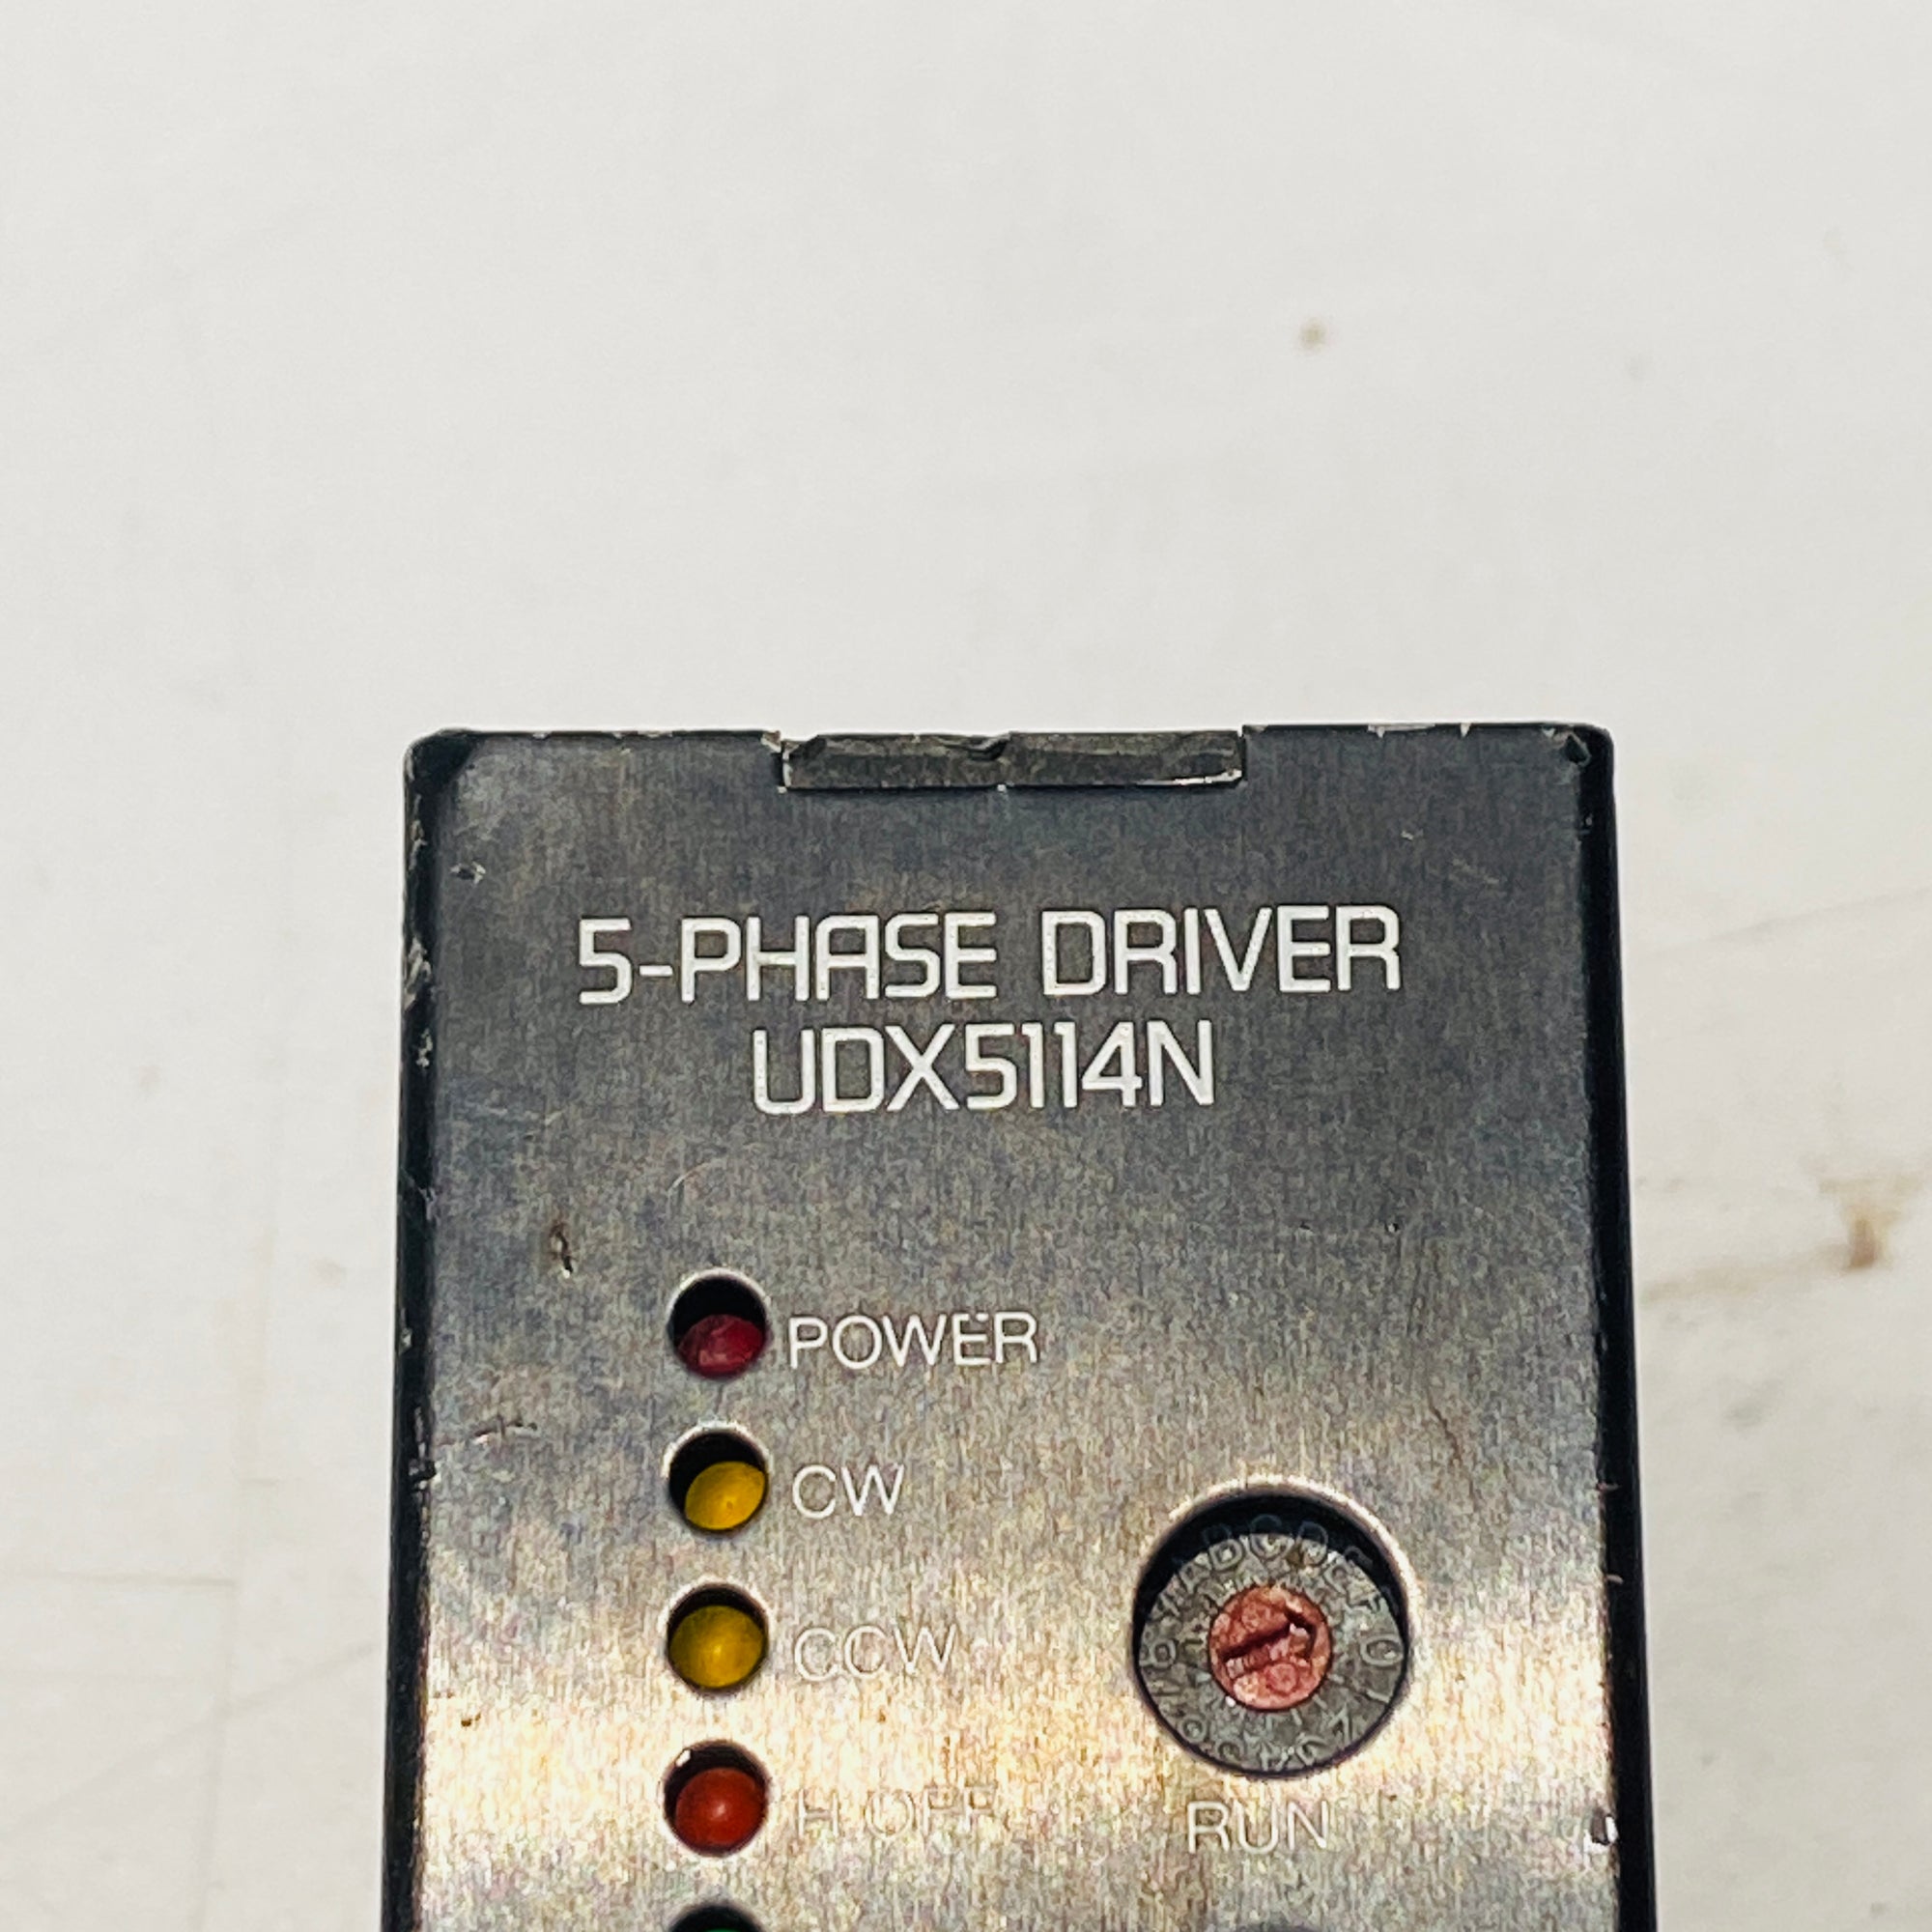 5-PHASE DRIVER
UDX5114N
POWER
CW
CCW
H.OFF
RUN